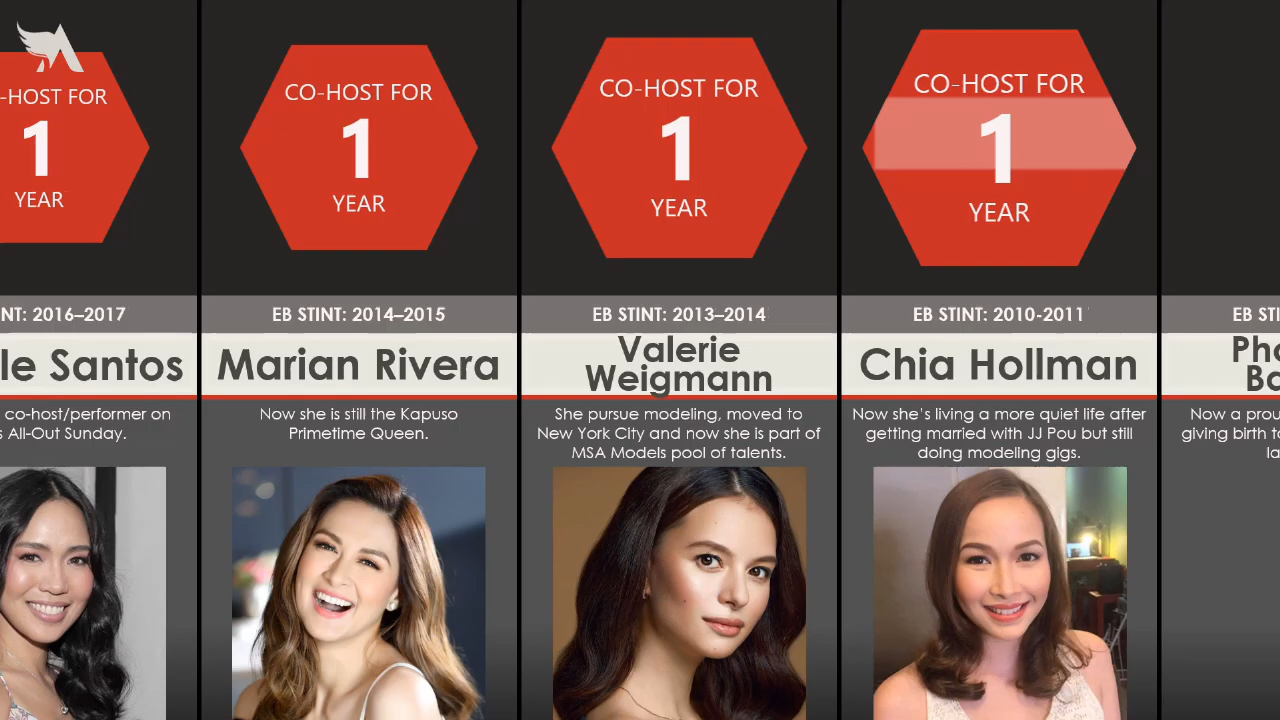 -HOST FOR
1
YEAR
NT: 2016–2017
le Santos
co-host/performer on
s All-Out Sunday.
CO-HOST FOR
1
YEAR
EB STINT: 2014–2015
Marian Rivera
Now she is still the Kapuso
Primetime Queen.
CO-HOST FOR
1
YEAR
EB STINT: 2013–2014
Valerie
Weigmann
She pursue modeling, moved to
New York City and now she is part of
MSA Models pool of talents.
CO-HOST FOR
1
YEAR
EB STINT: 2010-2011
Chia Hollman
Now she's living a more quiet life after
getting married with JJ Pou but still
doing modeling gigs.
EB STI
Pho
Ba
Now a prou
giving birth to
la